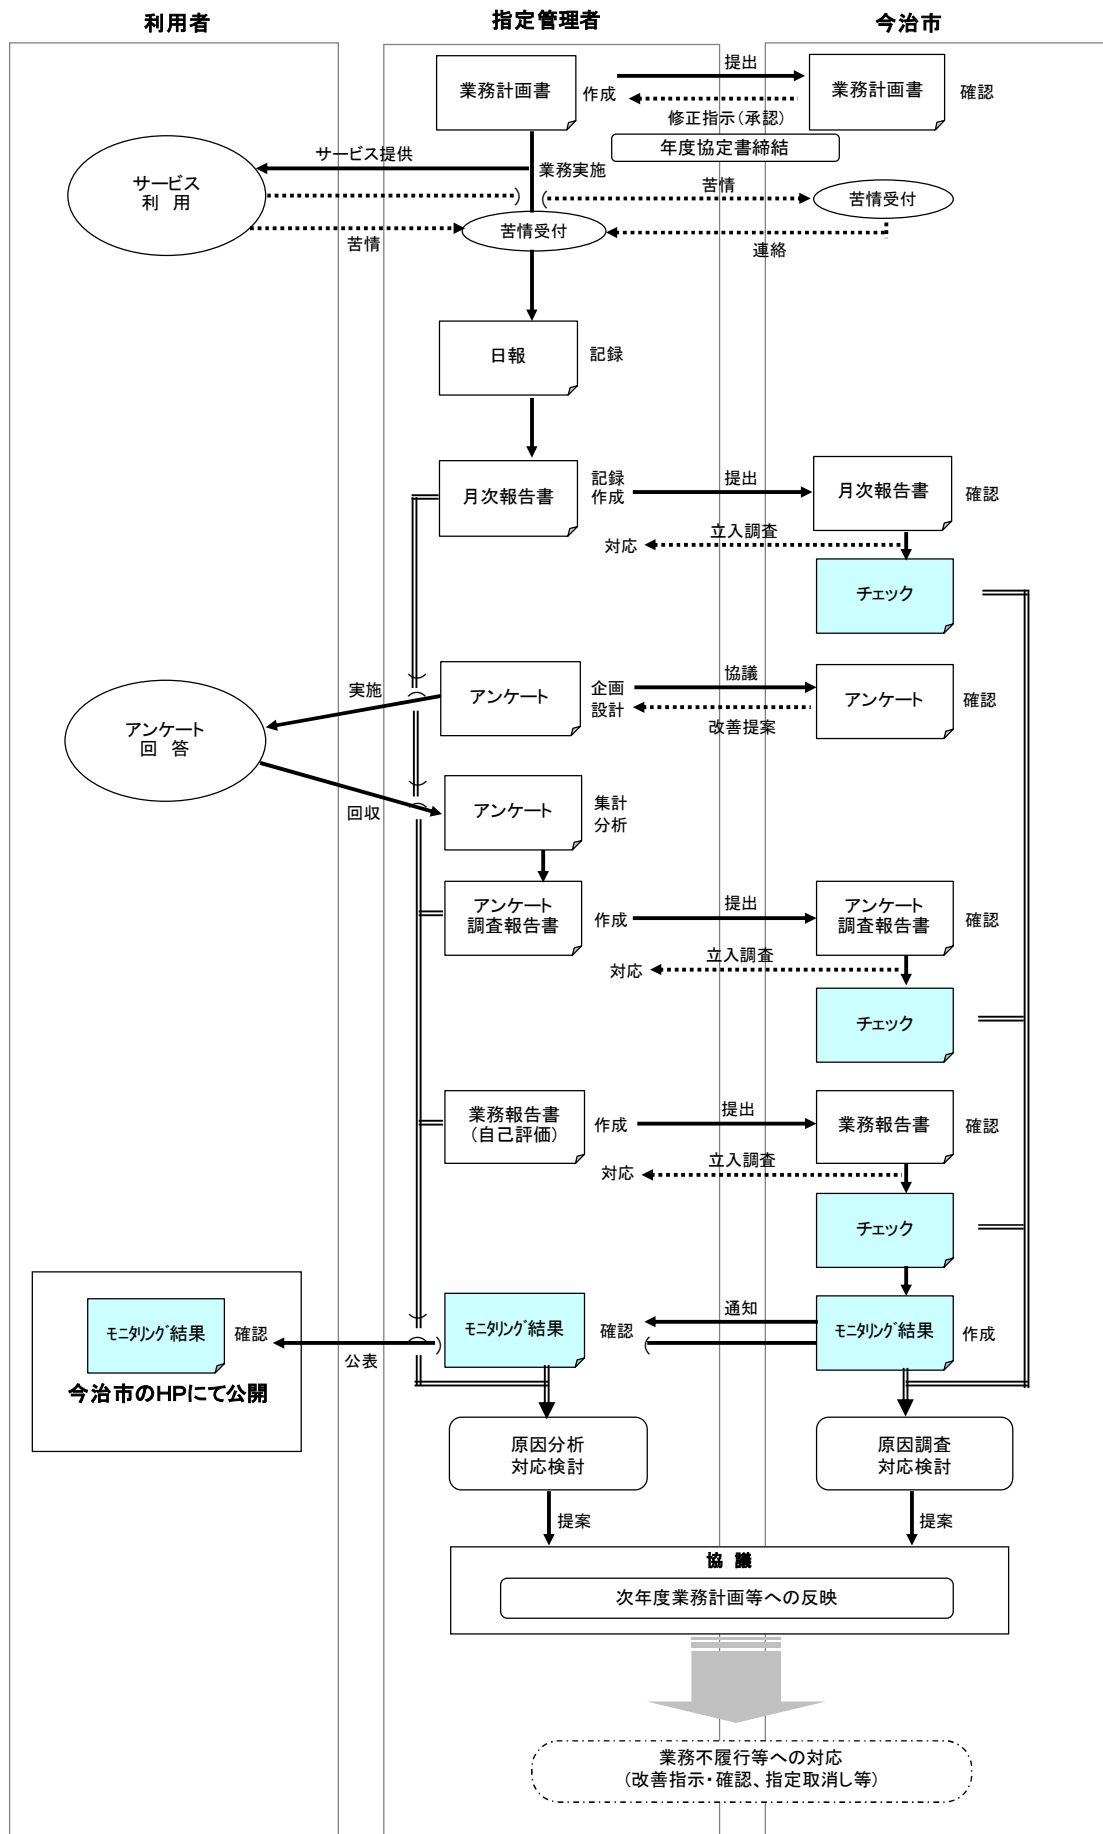 利用者
指定管理者
今治市
業務計画書
作成
提出
修正指示(承認)
業務計画書
確認
年度協定書締結
サービス提供
業務実施
サービス
利　用
苦情
苦情受付
苦情
苦情受付
連絡
日報
記録
月次報告書
記録
作成
提出
月次報告書
確認
対応
立入調査
チェック
アンケート
企画
設計
協議
改善提案
アンケート
確認
実施
アンケート
回　答
回収
アンケート
集計
分析
アンケート
調査報告書
作成
提出
アンケート
調査報告書
確認
対応
立入調査
チェック
業務報告書
(自己評価)
作成
提出
業務報告書
確認
対応
立入調査
チェック
モニタリング結果
確認
公表
今治市のHPにて公開
モニタリング結果
確認
通知
モニタリング結果
作成
原因分析
対応検討
原因調査
対応検討
提案
提案
協　議
次年度業務計画等への反映
業務不履行等への対応
(改善指示・確認、指定取消し等)